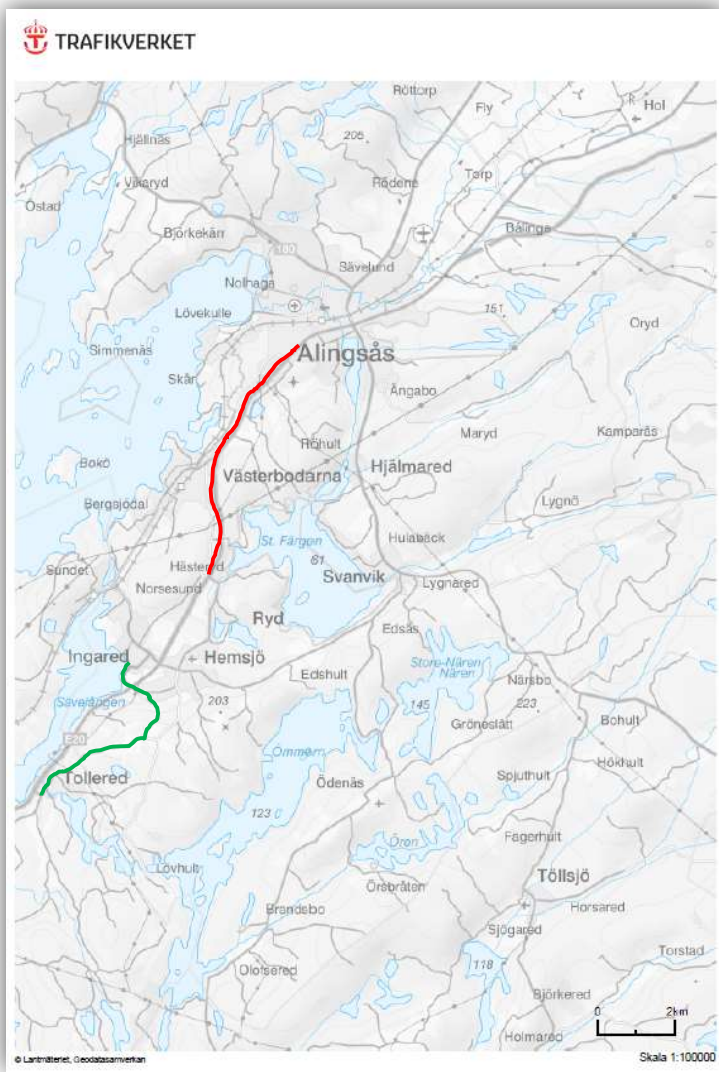 TRAFIKVERKET
Röttorp
Fly
Hol
Hjällnäs
205
Torp
Vikaryd
Rödene
Östad
Björkekärr
Bälinge
180
Sävelund
Nolhaga
Lövekulle
151
Oryd
Simmenäs
Alingsås
Skår
Ängabo
Maryd
Kamparås
Röhult
Bokö
Västerbodarna
Hjälmared
Bergsjödal
Lygnö
St. Färgen
Hulabäck
Sundet
Hästeryd
61
Svanvik
Lygnared
Norsesund
Ryd
Edsås
Ingared
Hemsjö
Store-Nären
Nären
Edshult
Närsbo
Sävelången
203
145
223
Bohult
E20
Ömmern
Gröneslätt
Hökhult
Tollered
Ödenäs
Spjuthult
123
Ören
Fagerhult
Lövhult
Töllsjö
Örsbråten
Brandsbo
Horsared
Sjögared
Torstad
Olofsered
118
Björkered
0 2km
Holmared
© Lantmäteriet, Geodatasamverkan
Skala 1:100000